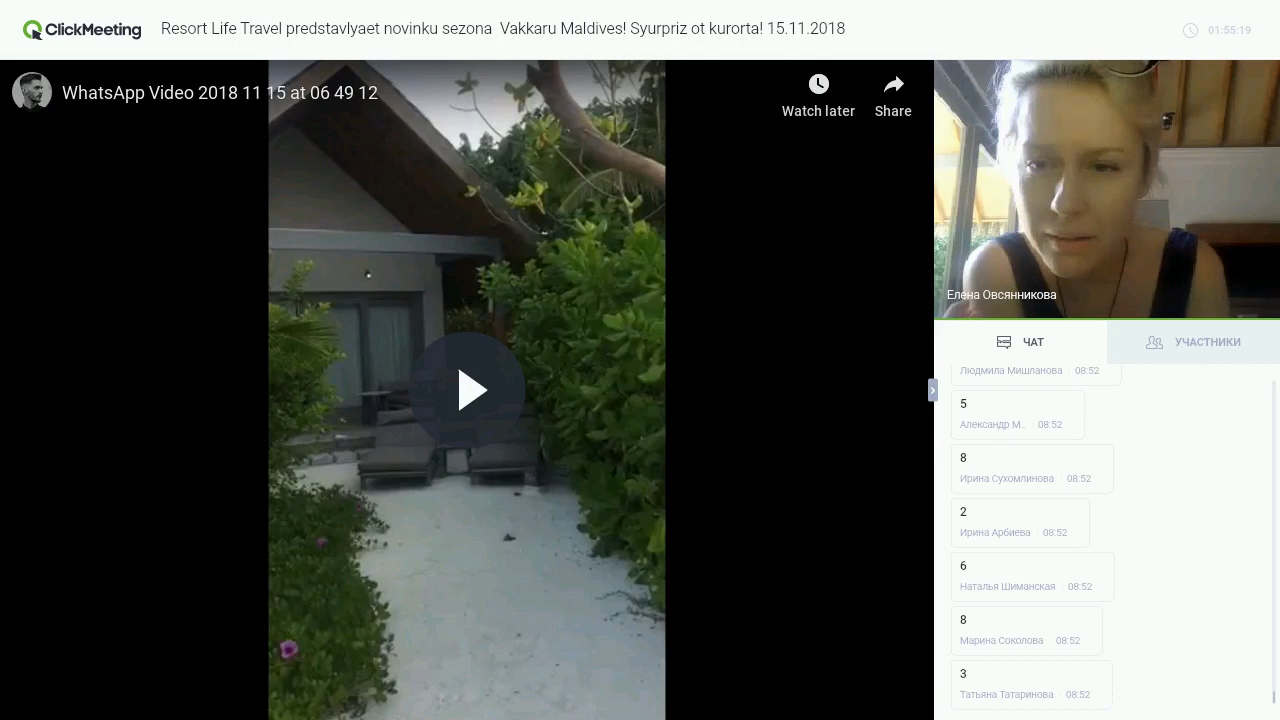 ClickMeeting
Resort Life Travel predstavlyaet novinku sezona Vakkaru Maldives! Syurpriz ot kurorta! 15.11.2018
01:55:19
WhatsApp Video 2018 11 15 at 06 49 12
Watch later
Share
Елена Овсянникова
ЧАТ
УЧАСТНИКИ
Людмила Мишланова 08:52
5
Александр М.. 08:52
8
Ирина Сухомлинова 08:52
2
Ирина Арбиева 08:52
6
Наталья Шиманская 08:52
8
Марина Соколова 08:52
3
Татьяна Татаринова 08:52